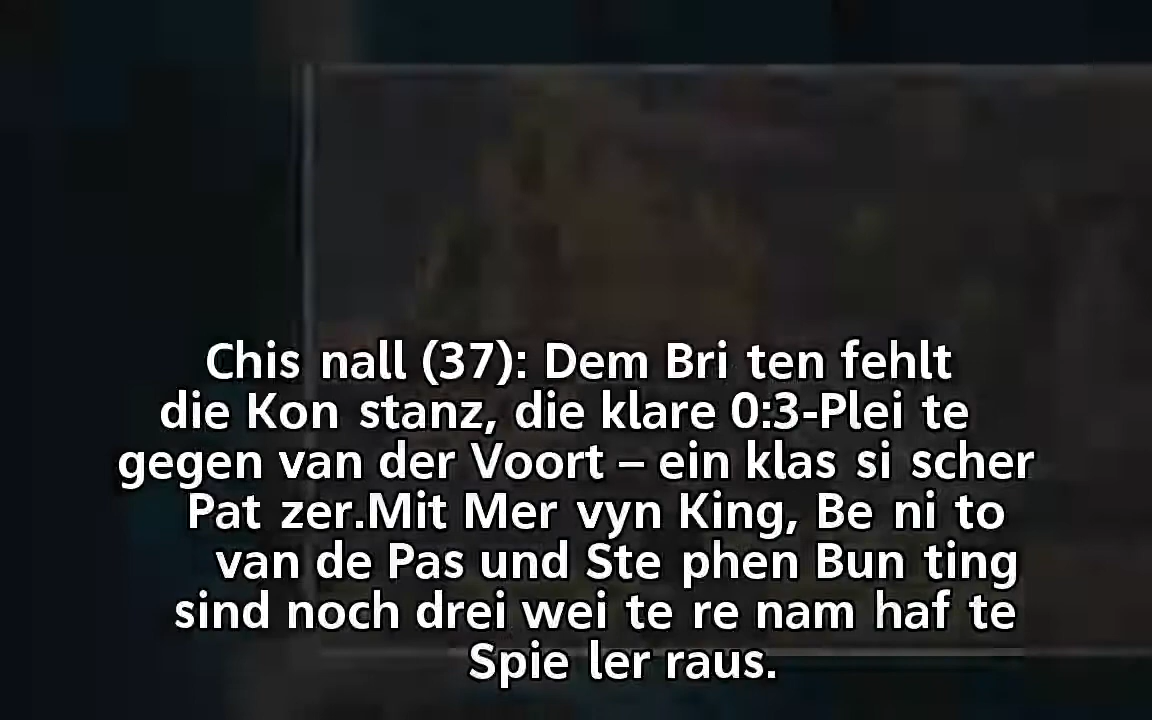 Chis nall (37): Dem Bri ten fehlt
die Kon stanz, die klare 0:3-Plei te
gegen van der Voort – ein klas si scher
Pat zer.Mit Mer vyn King, Be ni to
van de Pas und Ste phen Bun ting
sind noch drei wei te re nam haf te
Spie ler raus.